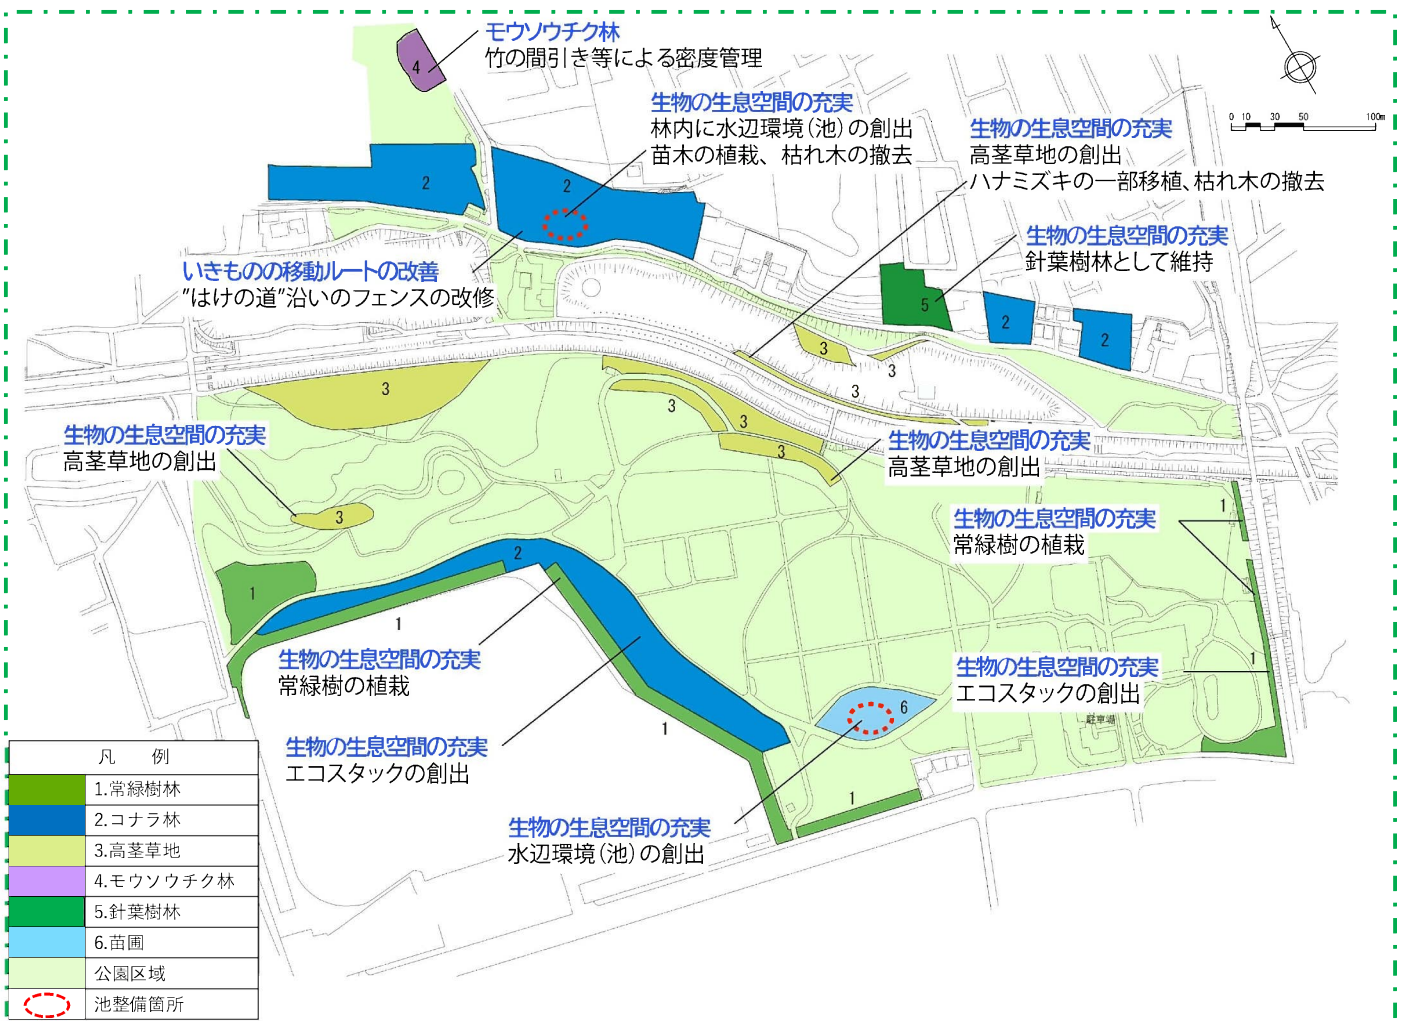 モウソウチク林
竹の間引き等による密度管理
4
生物の生息空間の充実
林内に水辺環境(池)の創出
苗木の植栽、枯れ木の撤去
0 10 30 50 100m
生物の生息空間の充実
高茎草地の創出
ハナミズキの一部移植、枯れ木の撤去
2
2
生物の生息空間の充実
針葉樹林として維持
いきものの移動ルートの改善
”はけの道”沿いのフェンスの改修
5
2
2
3
3
3
3
3
3
3
生物の生息空間の充実
高茎草地の創出
生物の生息空間の充実
高茎草地の創出
3
1
生物の生息空間の充実
常緑樹の植栽
2
1
1
生物の生息空間の充実
常緑樹の植栽
1
生物の生息空間の充実
エコスタックの創出
6
駐車場
1
生物の生息空間の充実
エコスタックの創出
1
生物の生息空間の充実
水辺環境(池)の創出
凡 例
1.常緑樹林
2.コナラ林
3.高茎草地
4.モウソウチク林
5.針葉樹林
6.苗圃
公園区域
池整備箇所